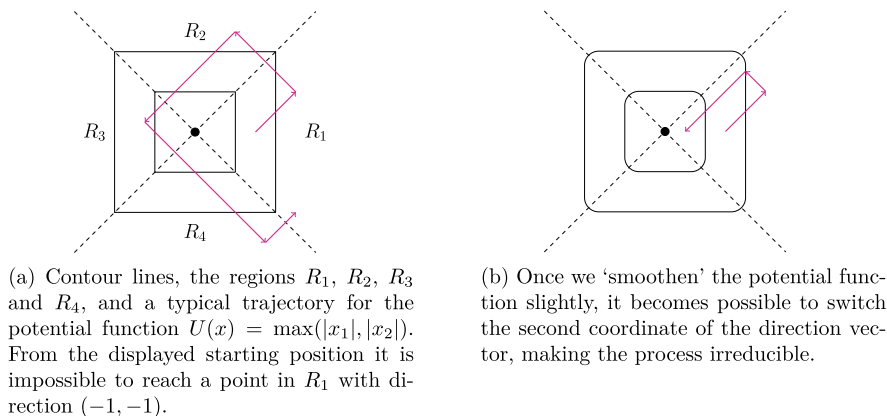 R₂
R₃
R₁
R₄
(a) Contour lines, the regions R₁, R₂, R₃
and R₄, and a typical trajectory for the
potential function U(x) = max(|x₁|, |x₂|).
From the displayed starting position it is
impossible to reach a point in R₁ with di-
rection (−1, −1).
(b) Once we ‘smoothen’ the potential func-
tion slightly, it becomes possible to switch
the second coordinate of the direction vec-
tor, making the process irreducible.